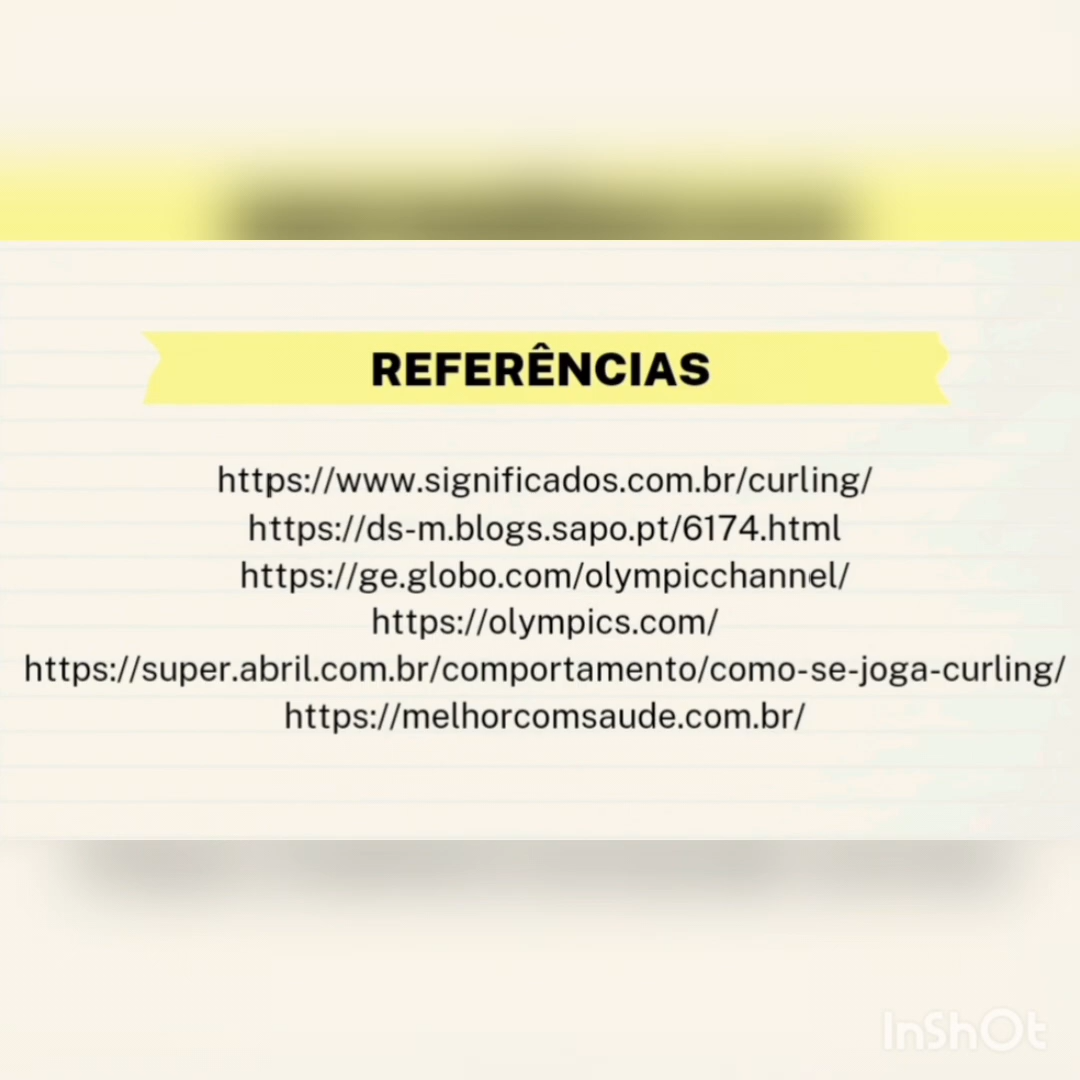 REFERÊNCIAS
https://www.significados.com.br/curling/
https://ds-m.blogs.sapo.pt/6174.html
https://ge.globo.com/olympicchannel/
https://olympics.com/
https://super.abril.com.br/comportamento/como-se-joga-curling/
https://melhorcomsaude.com.br/
InShOt